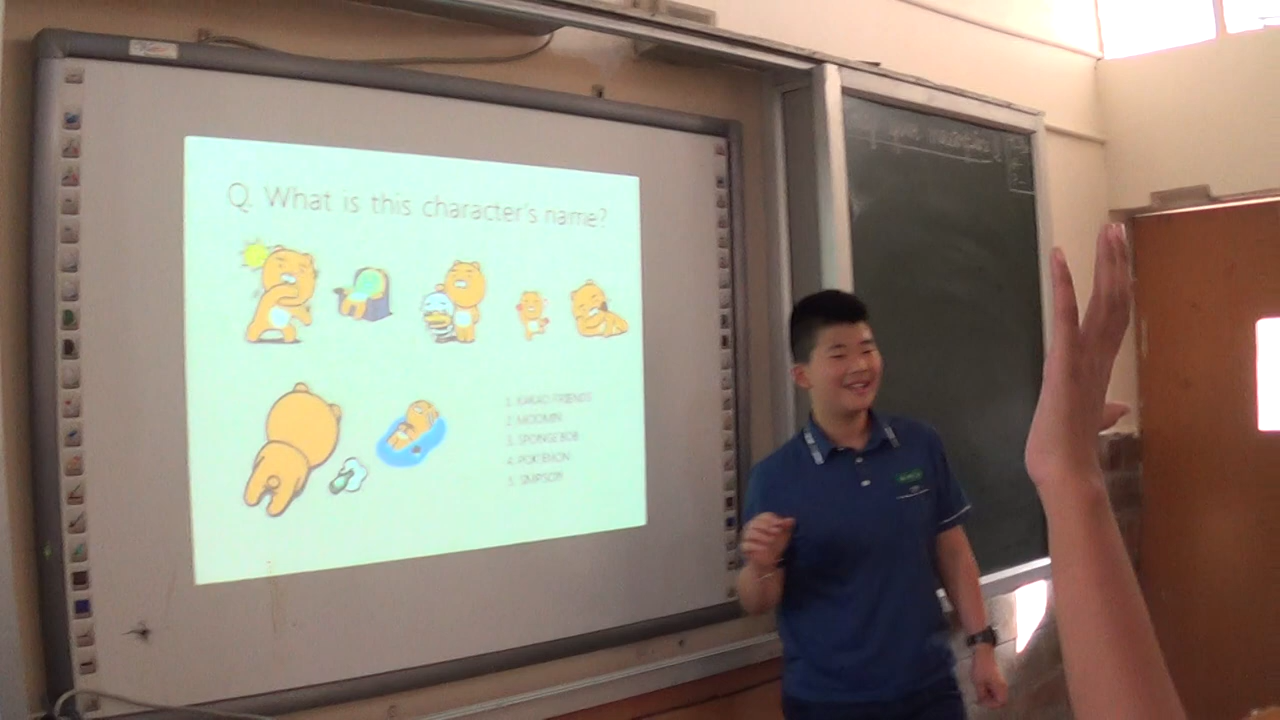 Q. What is this character's name?
1. KAKAO FRIENDS
2. MOOMIN
3. SPONGEBOB
4. POKEMON
5. SIMPSON